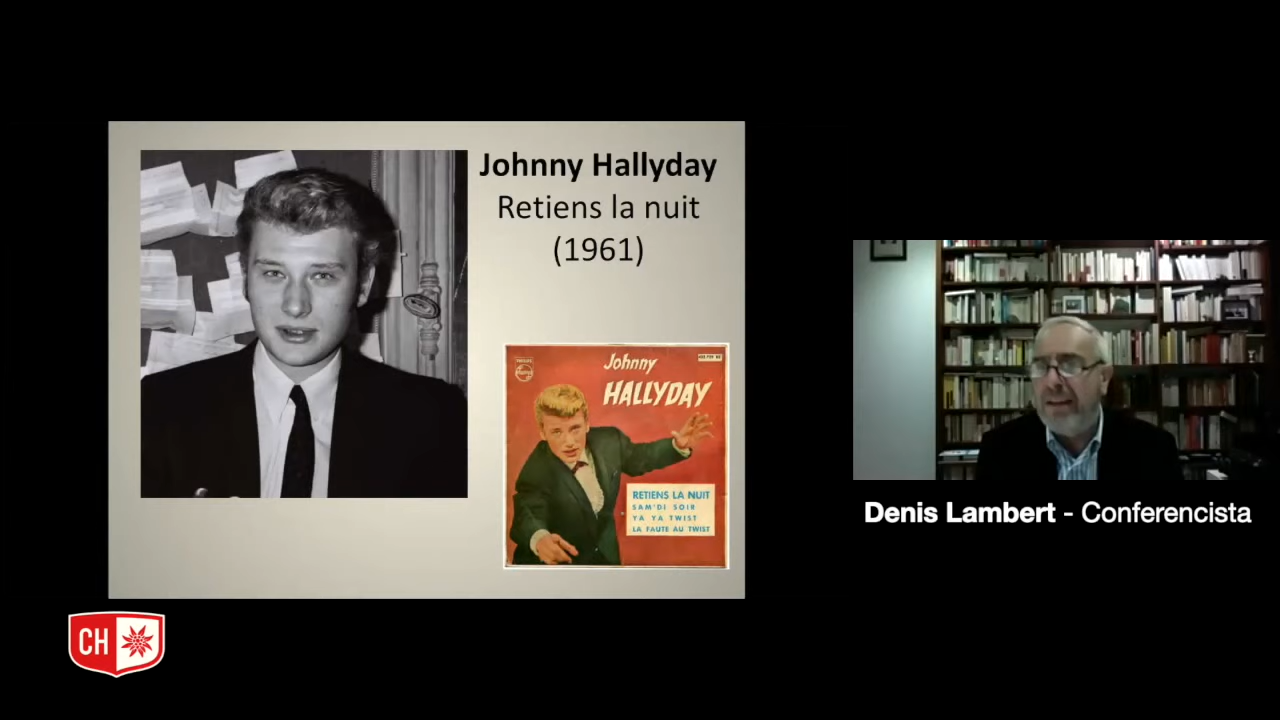 Johnny Hallyday
Retiens la nuit
(1961)
PHILIPS
Johnny
HALLYDAY
RETIENS LA NUIT
SAM'DI SOIR
YA YA TWIST
LA FAUTE AU TWIST
Denis Lambert - Conferencista
CH